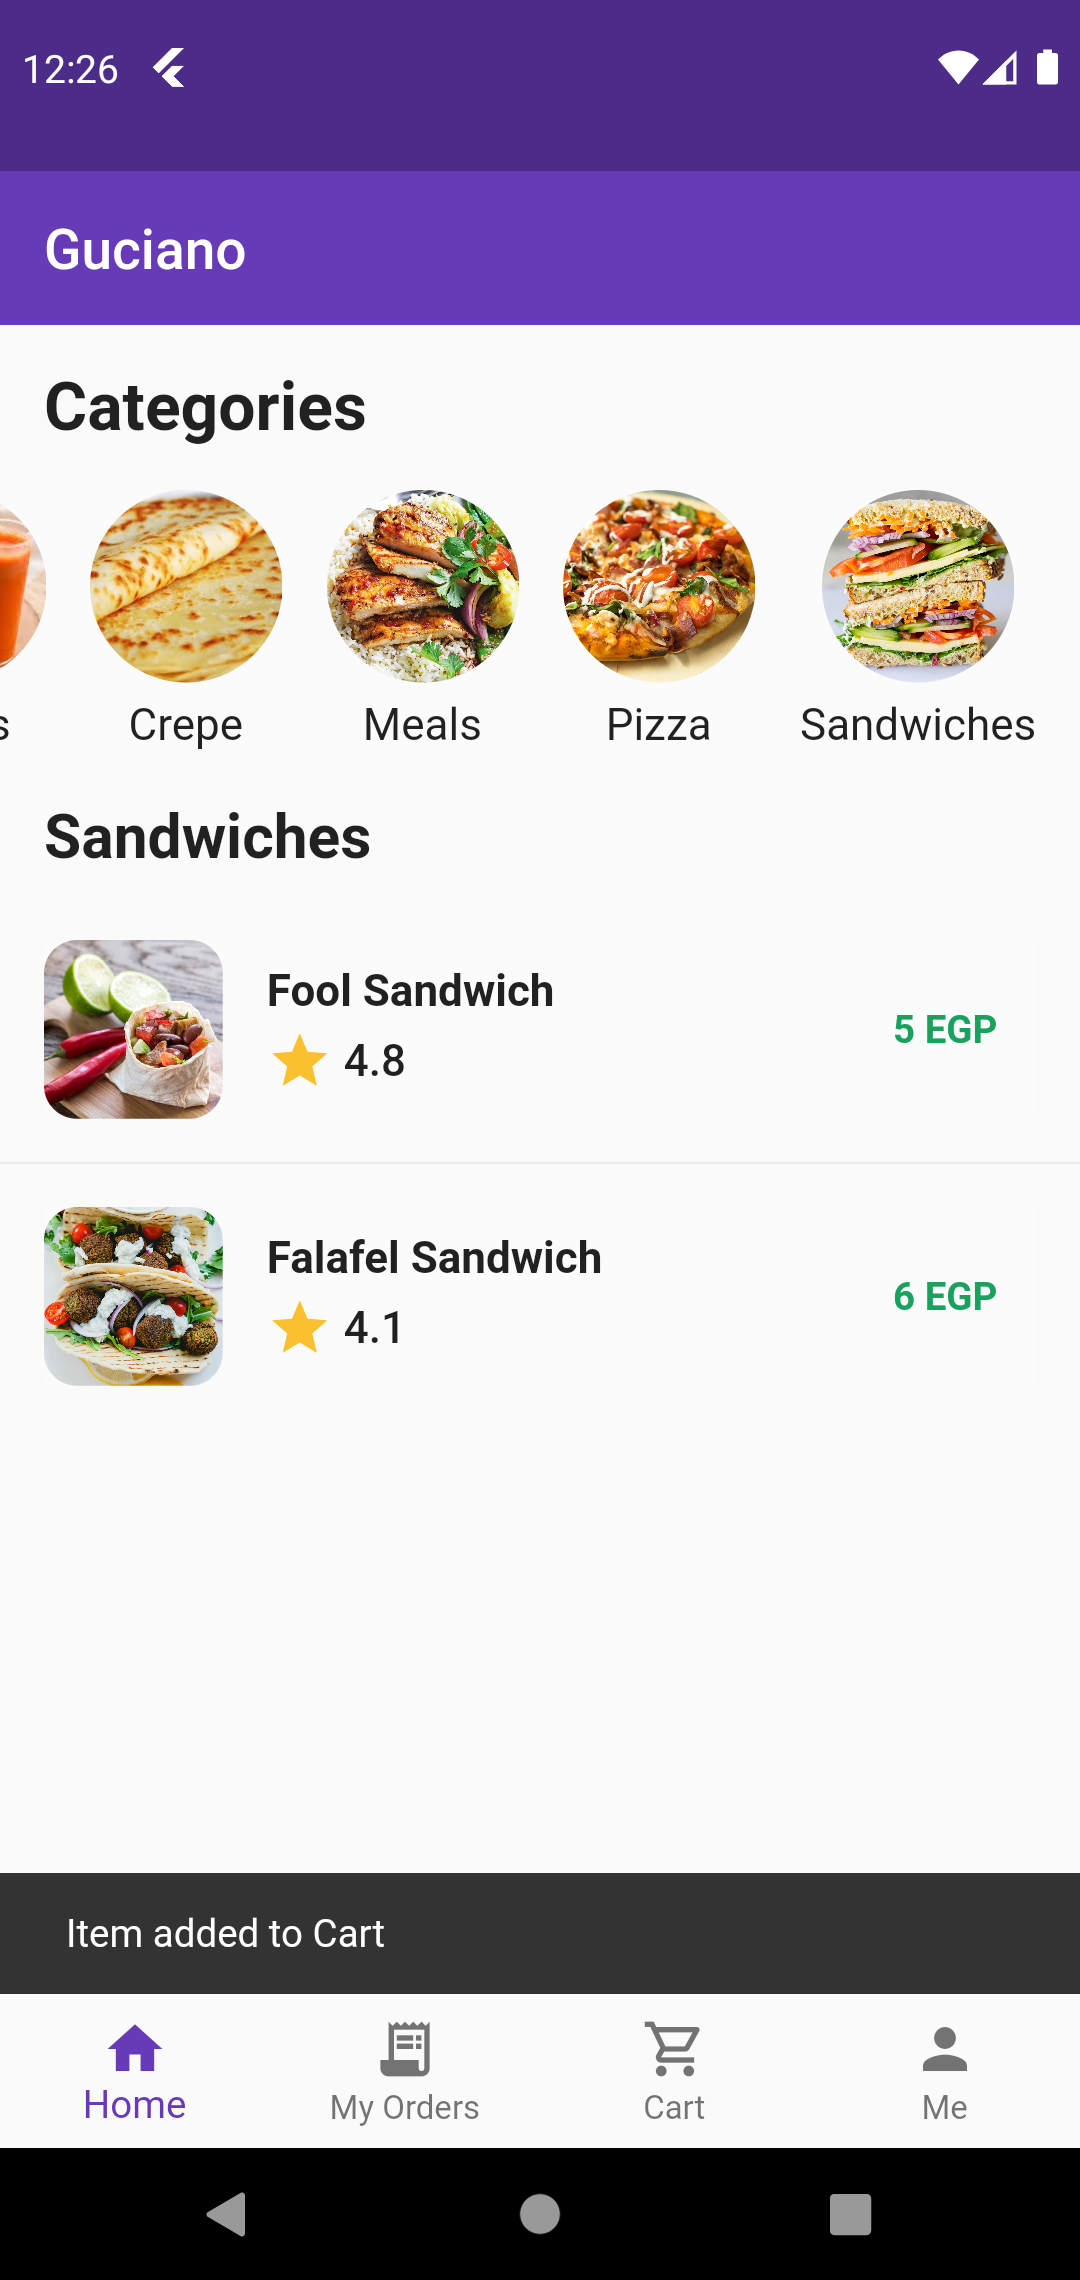 12:26
Guciano
Categories
s Crepe Meals Pizza Sandwiches
Sandwiches
Fool Sandwich
4.8
5 EGP
Falafel Sandwich
4.1
6 EGP
Item added to Cart
Home My Orders Cart Me